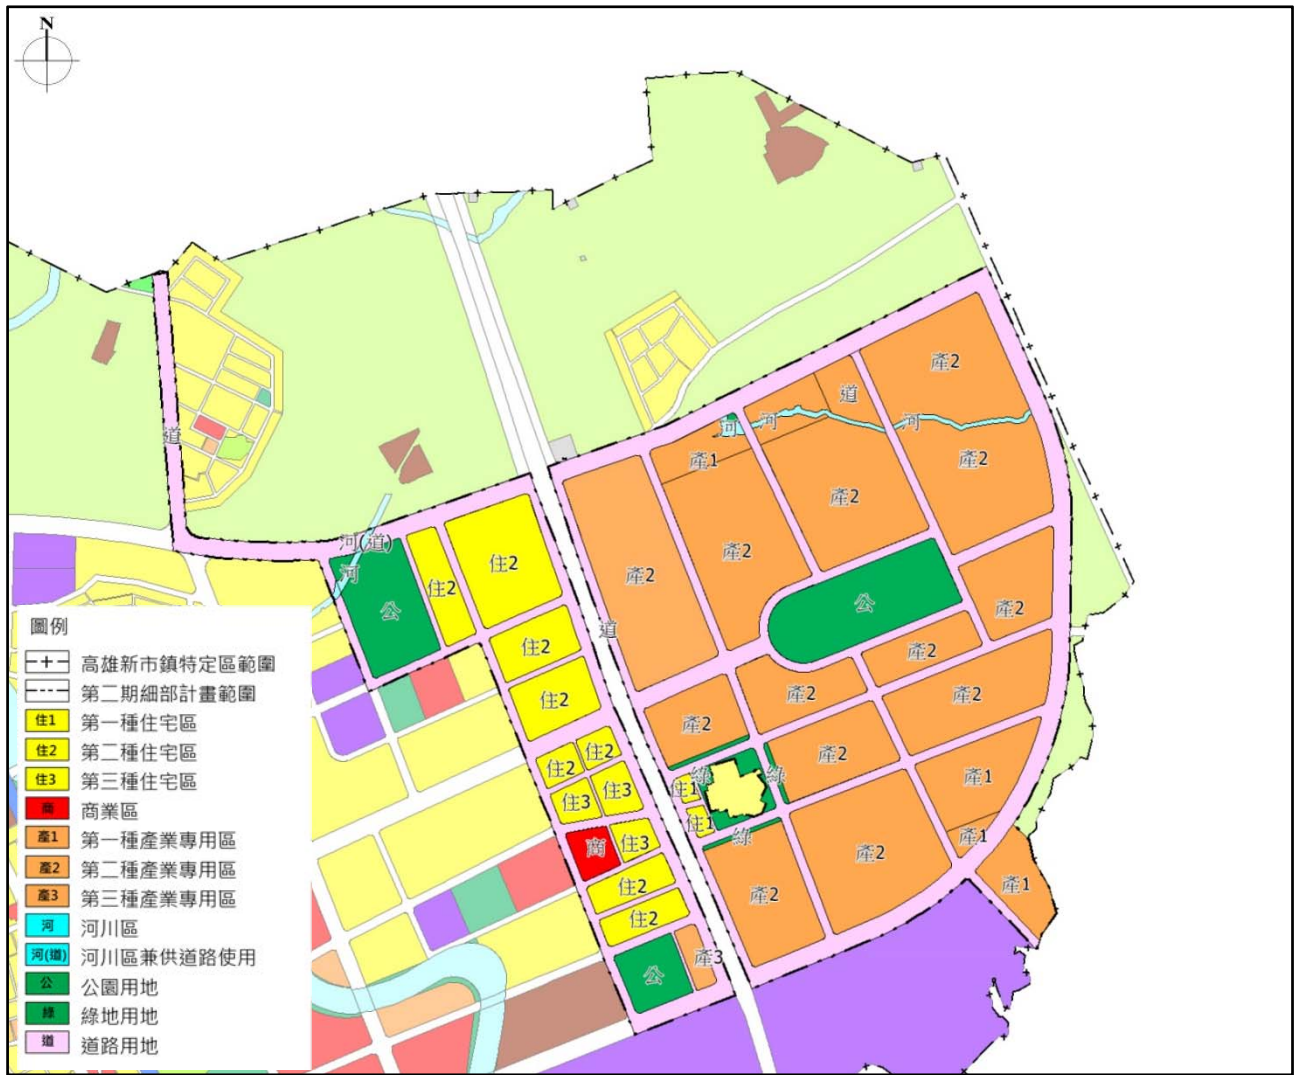 N
產2
道
河
河
河
產1
產2
產2
產2
河(道)
河
住2
住2
公
產2
產2
公
產2
道
住2
產2
住2
產2
產2
產2
住2
住2
綠
綠
產2
產1
住1
住3
住3
住1
綠
產1
商
住3
產2
產1
住2
產2
住2
產3
公
圖例
高雄新市鎮特定區範圍
第二期細部計畫範圍
住1 第一種住宅區
住2 第二種住宅區
住3 第三種住宅區
商 商業區
產1 第一種產業專用區
產2 第二種產業專用區
產3 第三種產業專用區
河 河川區
河(道) 河川區兼供道路使用
公 公園用地
綠 綠地用地
道 道路用地
道